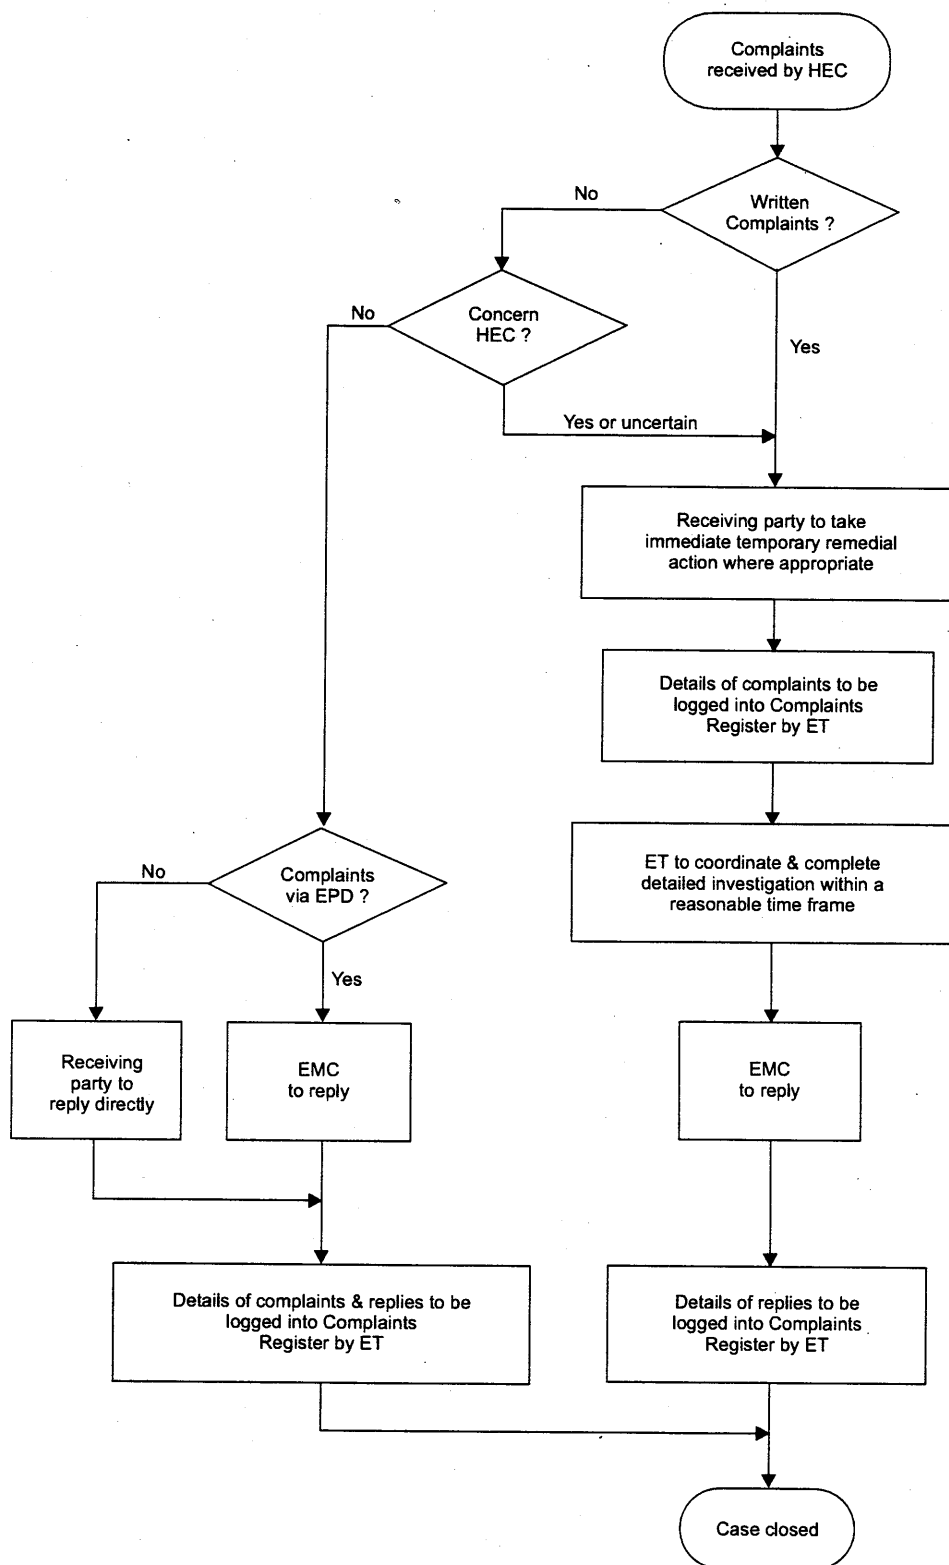 Complaints
received by HEC
Written
Complaints ?
No
Yes
Concern
HEC ?
No
Yes or uncertain
Receiving party to take
immediate temporary remedial
action where appropriate
Details of complaints to be
logged into Complaints
Register by ET
ET to coordinate & complete
detailed investigation within a
reasonable time frame
Complaints
via EPD ?
No
Yes
Receiving
party to
reply directly
EMC
to reply
EMC
to reply
Details of complaints & replies to be
logged into Complaints
Register by ET
Details of replies to be
logged into Complaints
Register by ET
Case closed